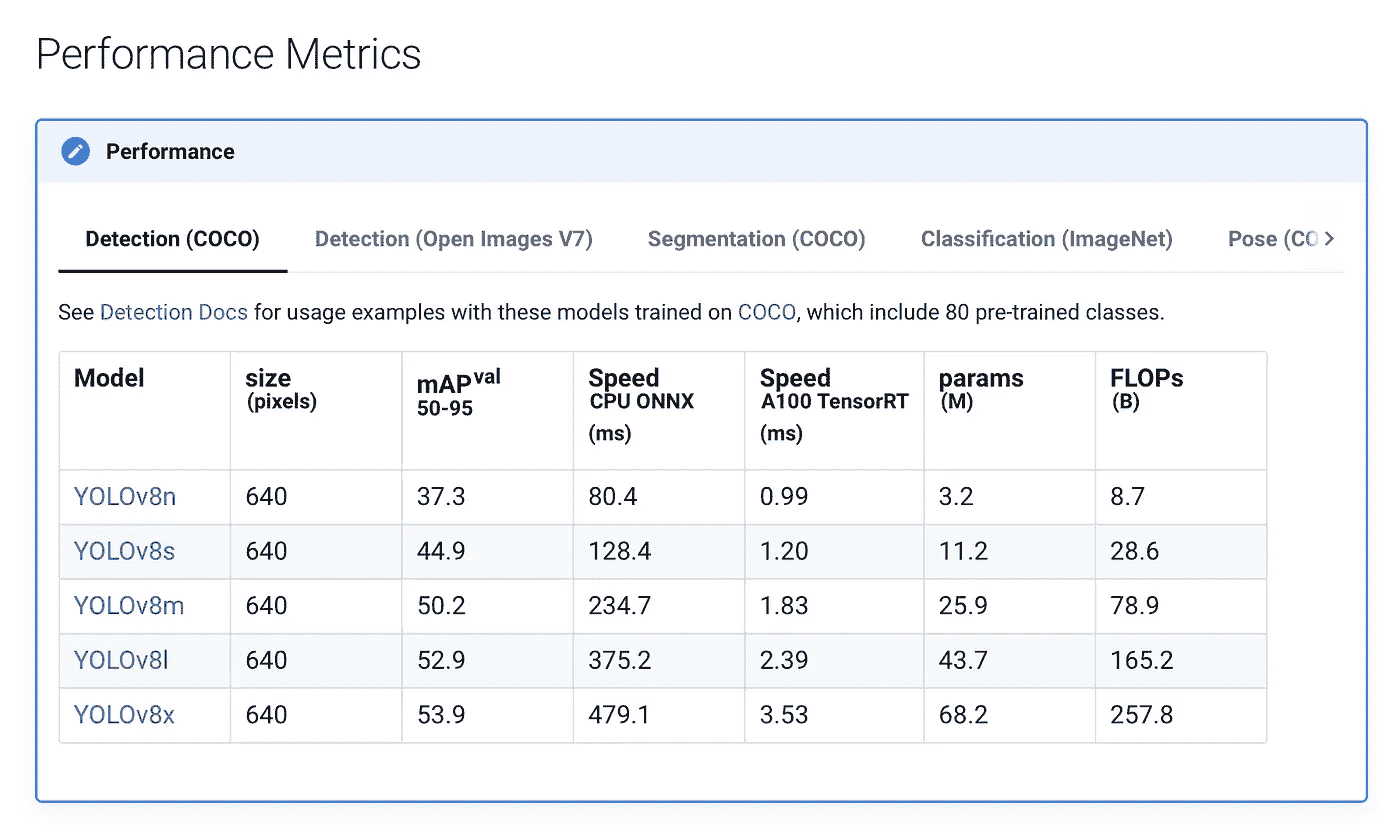 Performance Metrics
Performance
Detection (COCO) Detection (Open Images V7) Segmentation (COCO) Classification (ImageNet) Pose (CO
See Detection Docs for usage examples with these models trained on COCO, which include 80 pre-trained classes.
Model size (pixels) mAP val 50-95 Speed CPU ONNX (ms) Speed A100 TensorRT (ms) params (M) FLOPs (B)
YOLOv8n 640 37.3 80.4 0.99 3.2 8.7
YOLOv8s 640 44.9 128.4 1.20 11.2 28.6
YOLOv8m 640 50.2 234.7 1.83 25.9 78.9
YOLOv8l 640 52.9 375.2 2.39 43.7 165.2
YOLOv8x 640 53.9 479.1 3.53 68.2 257.8